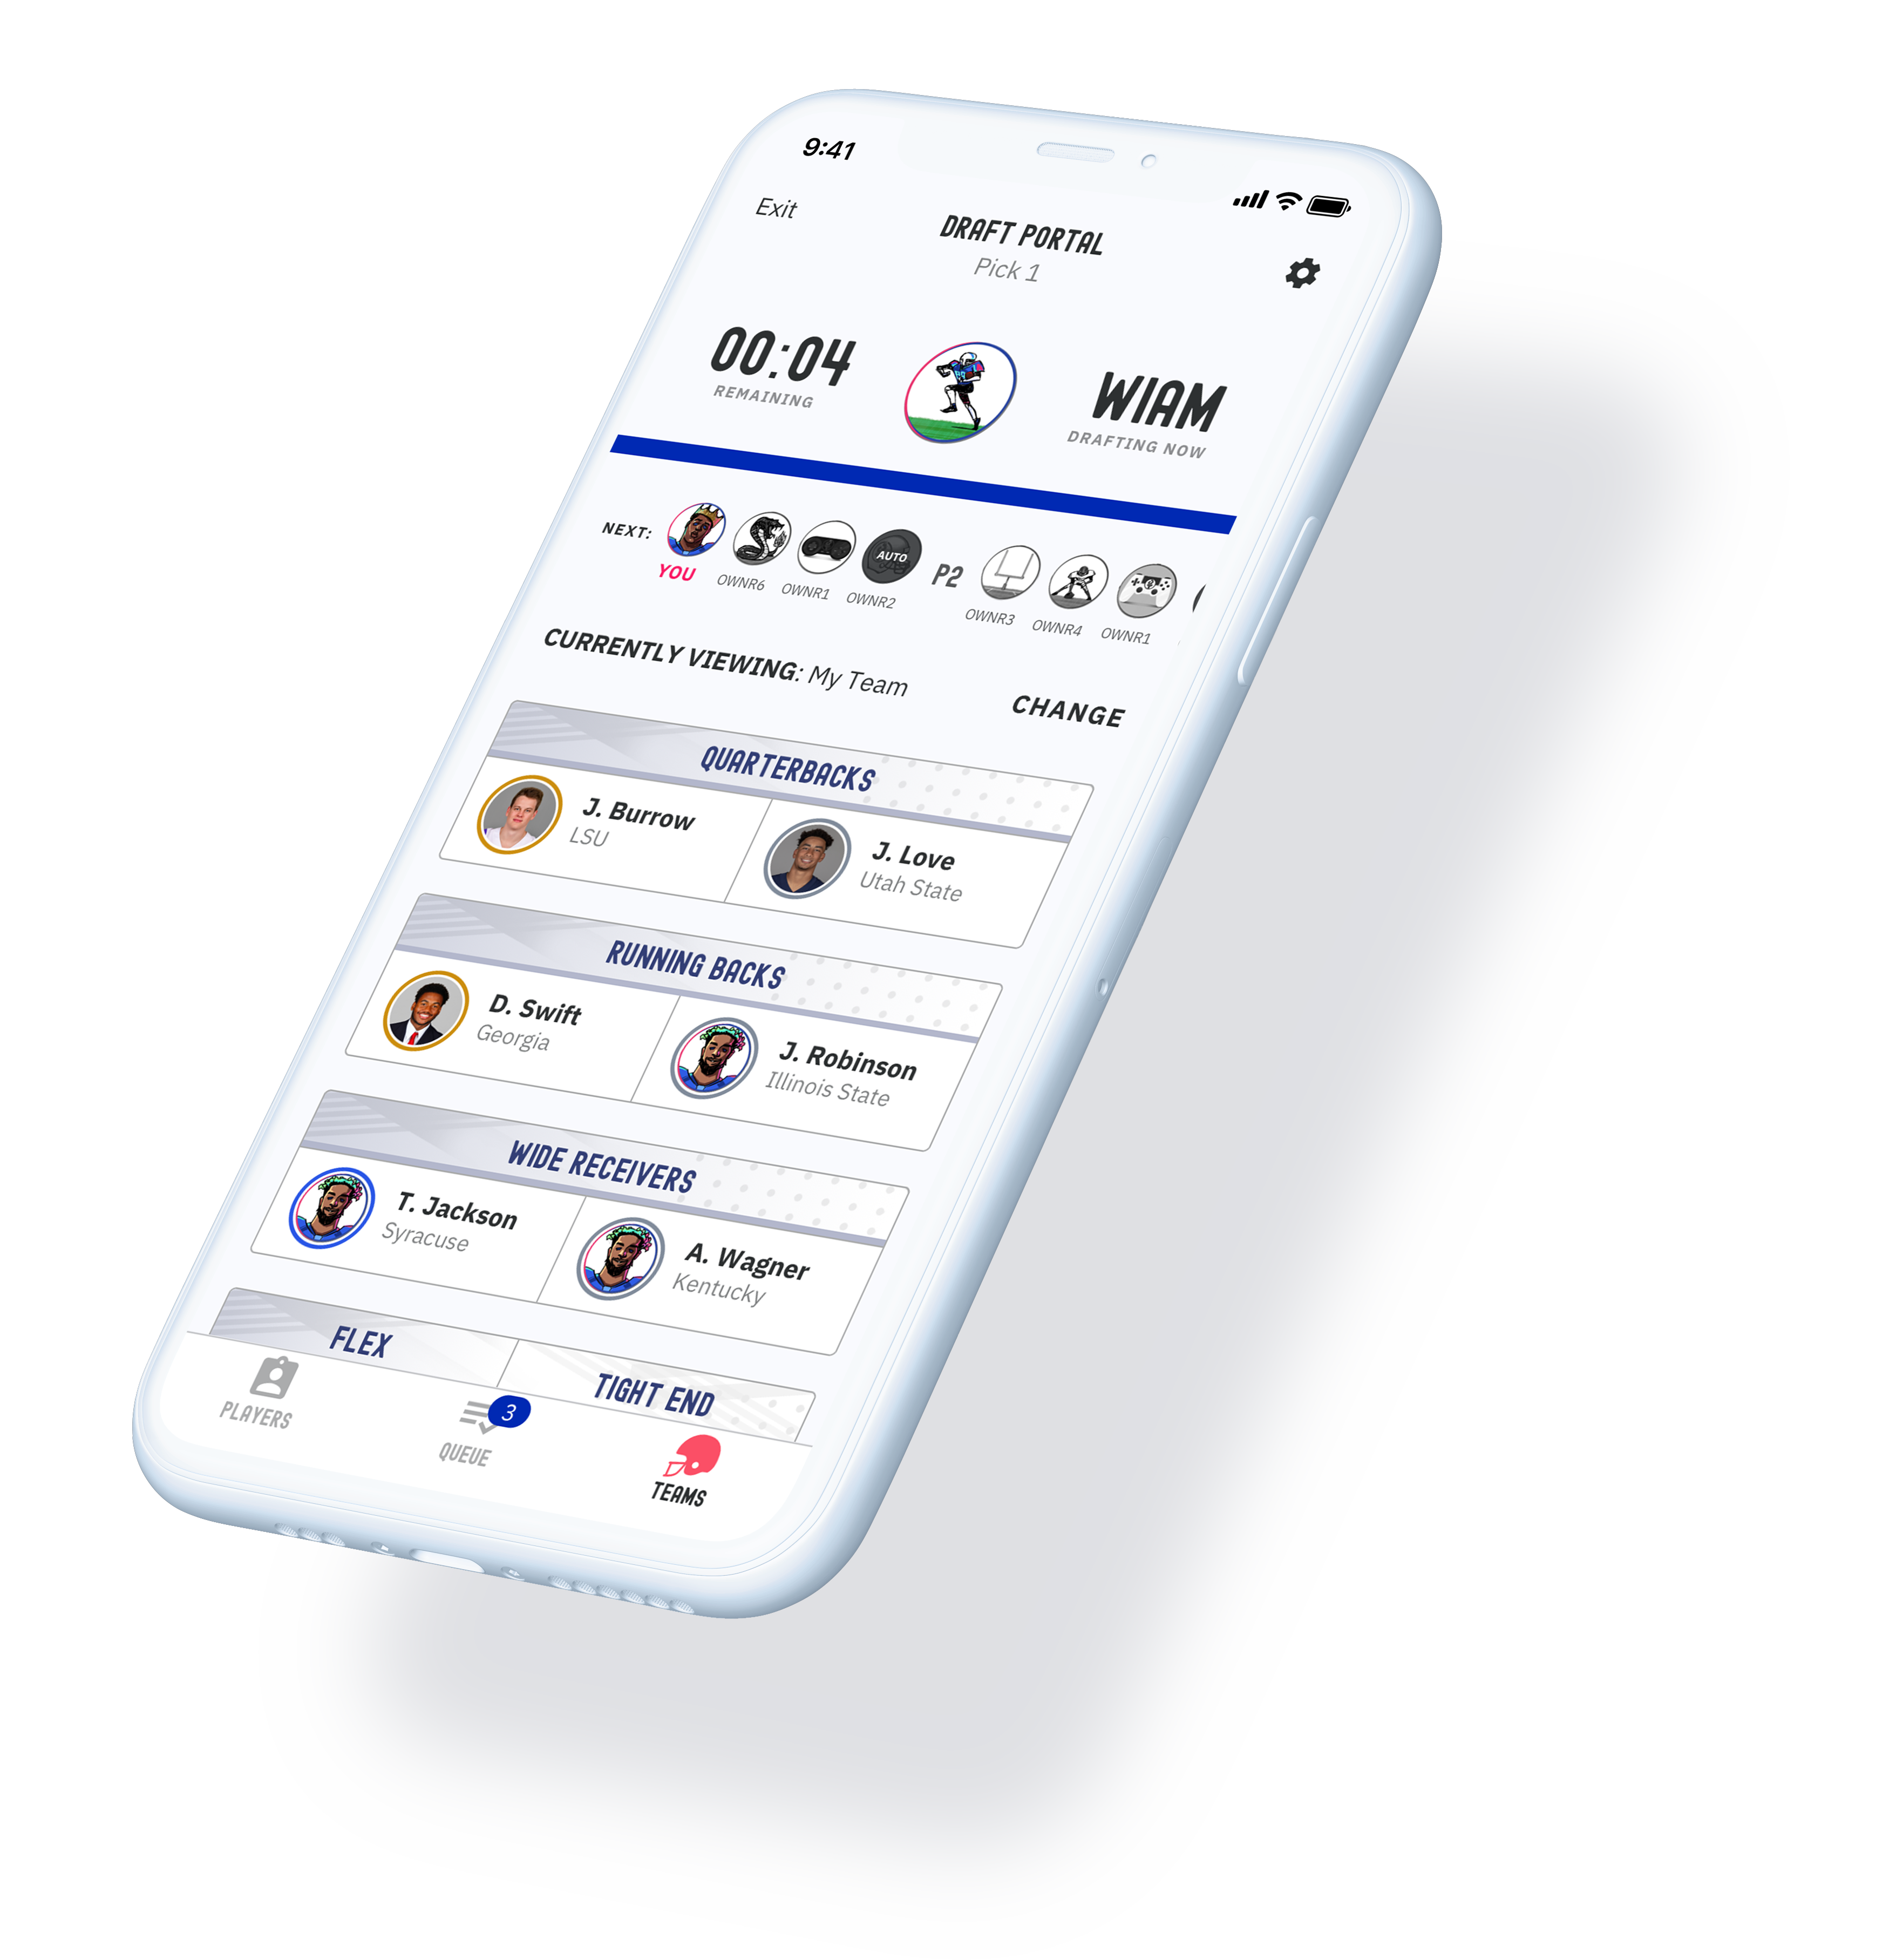 9:41
Exit
DRAFT PORTAL
Pick 1
00:04
REMAINING
WIAM
DRAFTING NOW
NEXT:
YOU
OWNR6
OWNR1
AUTO
OWNR2
P2
OWNR3
OWNR4
OWNR1
CURRENTLY VIEWING: My Team
CHANGE
QUARTERBACKS
J. Burrow
LSU
J. Love
Utah State
RUNNING BACKS
D. Swift
Georgia
J. Robinson
Illinois State
WIDE RECEIVERS
T. Jackson
Syracuse
A. Wagner
Kentucky
FLEX
TIGHT END
PLAYERS
3
QUEUE
TEAMS